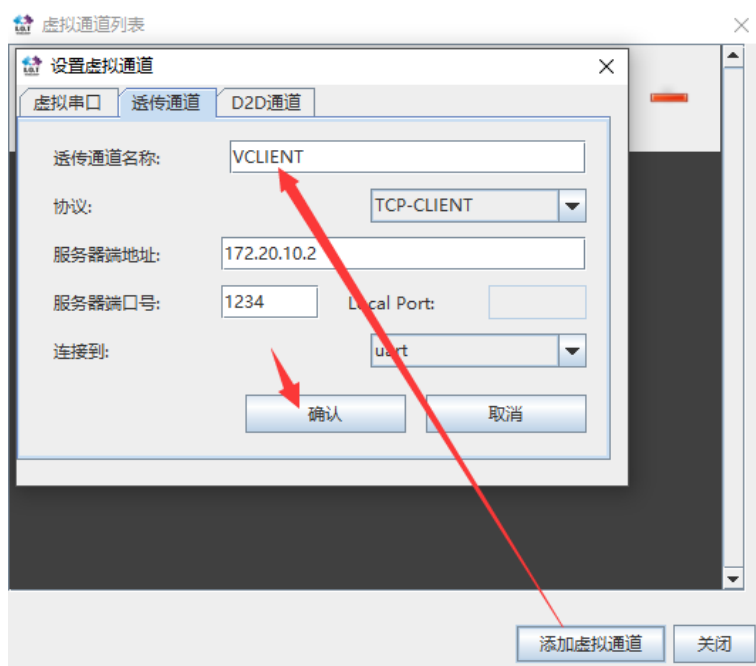 虚拟通道列表
设置虚拟通道
虚拟串口 透传通道 D2D通道
透传通道名称: VCLIENT
协议: TCP-CLIENT
服务器端地址: 172.20.10.2
服务器端口号: 1234 Local Port:
连接到: uart
确认 取消
添加虚拟通道 关闭